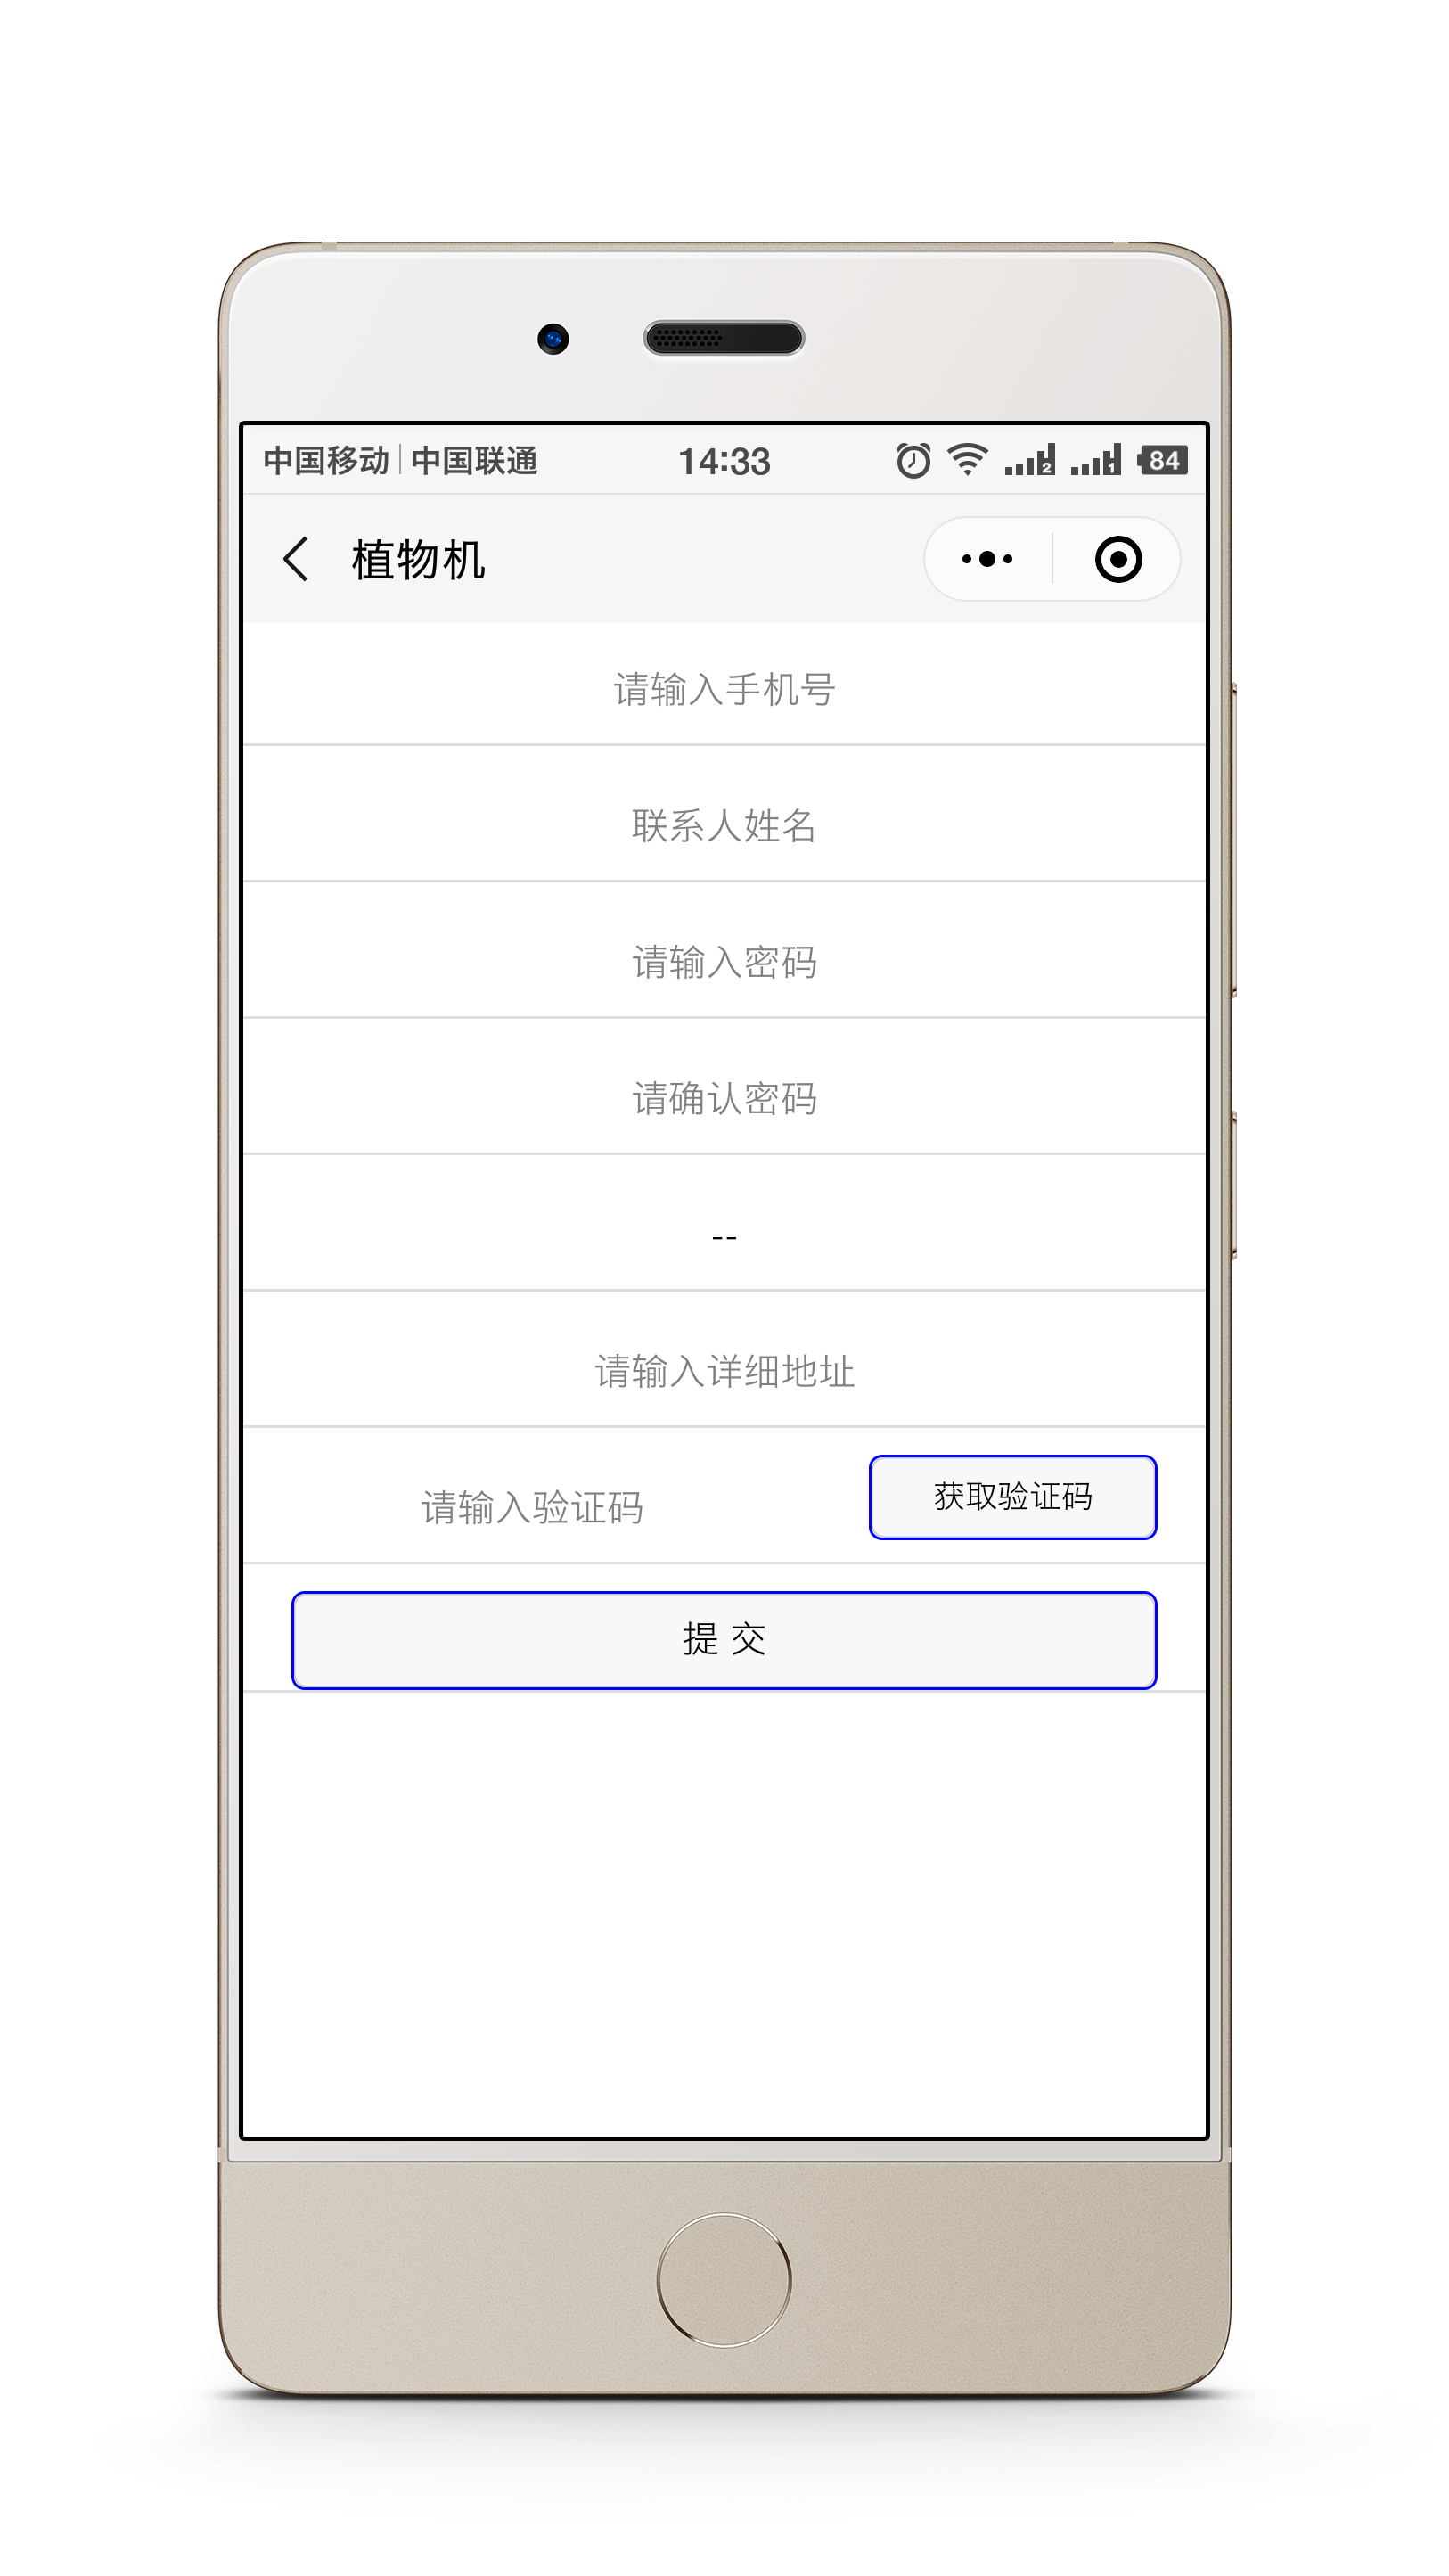 中国移动 中国联通 14:33 2 1 84
植物机
请输入手机号
联系人姓名
请输入密码
请确认密码
--
请输入详细地址
请输入验证码 获取验证码
提 交